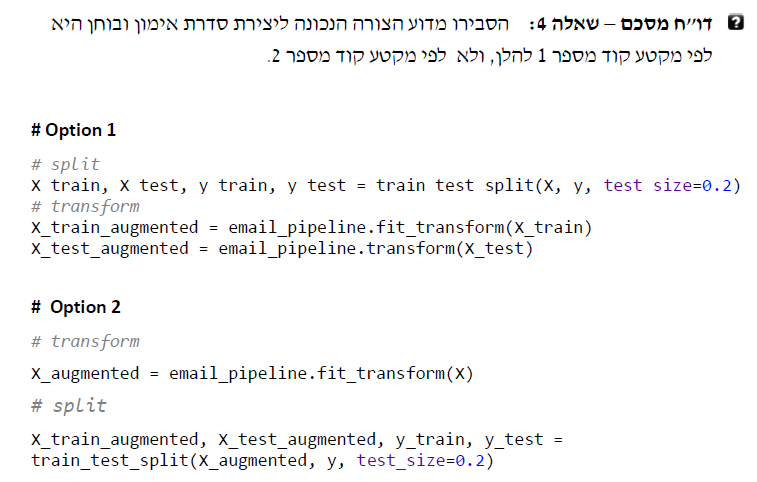 דו״ח מסכם – שאלה 4: הסבירו מדוע הצורה הנכונה ליצירת סדרת אימון ובוחן היא
לפי מקטע קוד מספר 1 להלן, ולא לפי מקטע קוד מספר 2.
# Option 1
# split
X train, X test, y train, y test = train test split(X, y, test size=0.2)
# transform
X_train_augmented = email_pipeline.fit_transform(X_train)
X_test_augmented = email_pipeline.transform(X_test)
# Option 2
# transform
X_augmented = email_pipeline.fit_transform(X)
# split
X_train_augmented, X_test_augmented, y_train, y_test =
train_test_split(X_augmented, y, test_size=0.2)